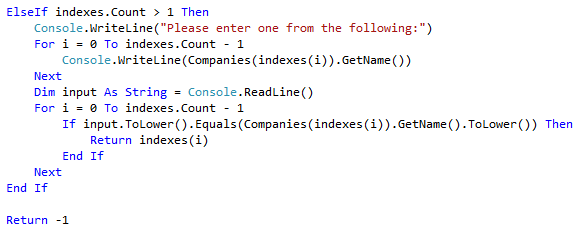 ElseIf indexes.Count > 1 Then
    Console.WriteLine("Please enter one from the following:")
    For i = 0 To indexes.Count - 1
        Console.WriteLine(Companies(indexes(i)).GetName())
    Next
    Dim input As String = Console.ReadLine()
    For i = 0 To indexes.Count - 1
        If input.ToLower().Equals(Companies(indexes(i)).GetName().ToLower()) Then
            Return indexes(i)
        End If
    Next
End If

Return -1